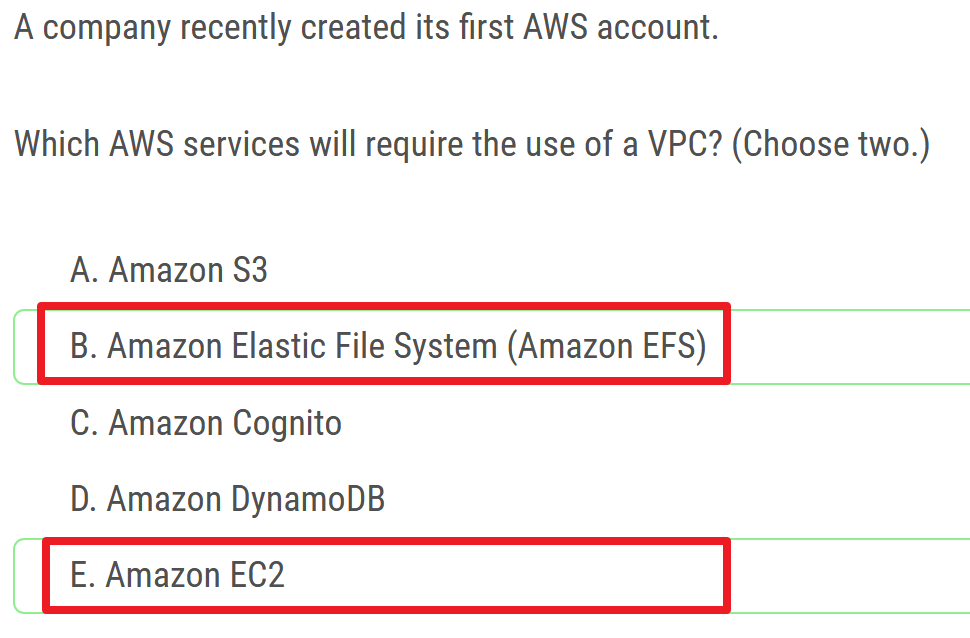 A company recently created its first AWS account.
Which AWS services will require the use of a VPC? (Choose two.)
A. Amazon S3
B. Amazon Elastic File System (Amazon EFS)
C. Amazon Cognito
D. Amazon DynamoDB
E. Amazon EC2